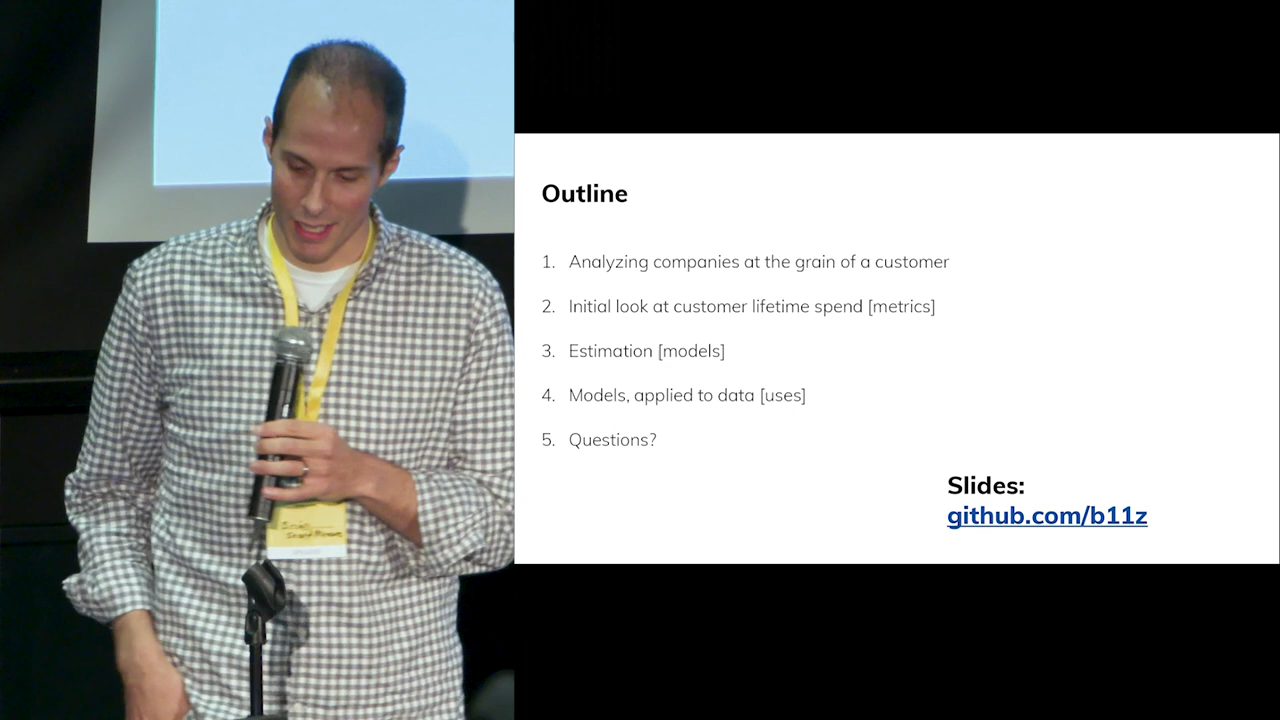 Outline
1. Analyzing companies at the grain of a customer
2. Initial look at customer lifetime spend [metrics]
3. Estimation [models]
4. Models, applied to data [uses]
5. Questions?
Slides:
github.com/b11z